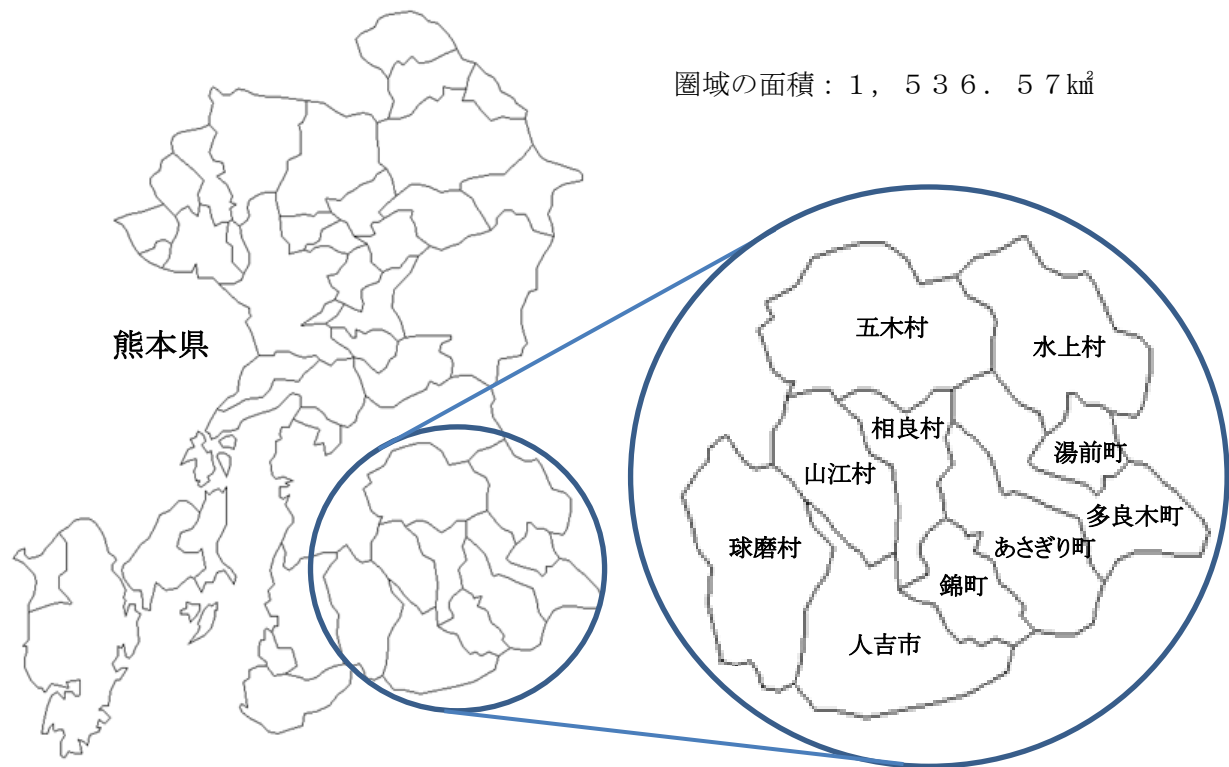 圏域の面積：１，５３６．５７㎢
熊本県
五木村
水上村
相良村
湯前町
山江村
多良木町
球磨村
あさぎり町
錦町
人吉市